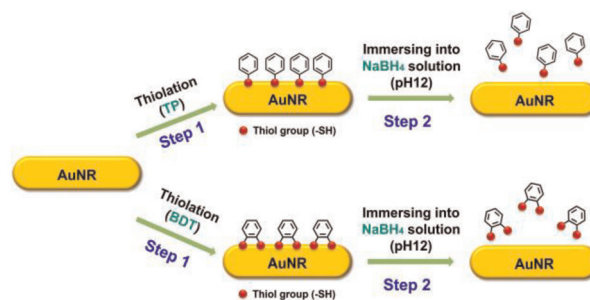 Thiolation
(TP)
Step 1
AuNR
Thiol group (-SH)
Immersing into
NaBH₄ solution
(pH12)
Step 2
AuNR
AuNR
Thiolation
(BDT)
Step 1
AuNR
Thiol group (-SH)
Immersing into
NaBH₄ solution
(pH12)
Step 2
AuNR